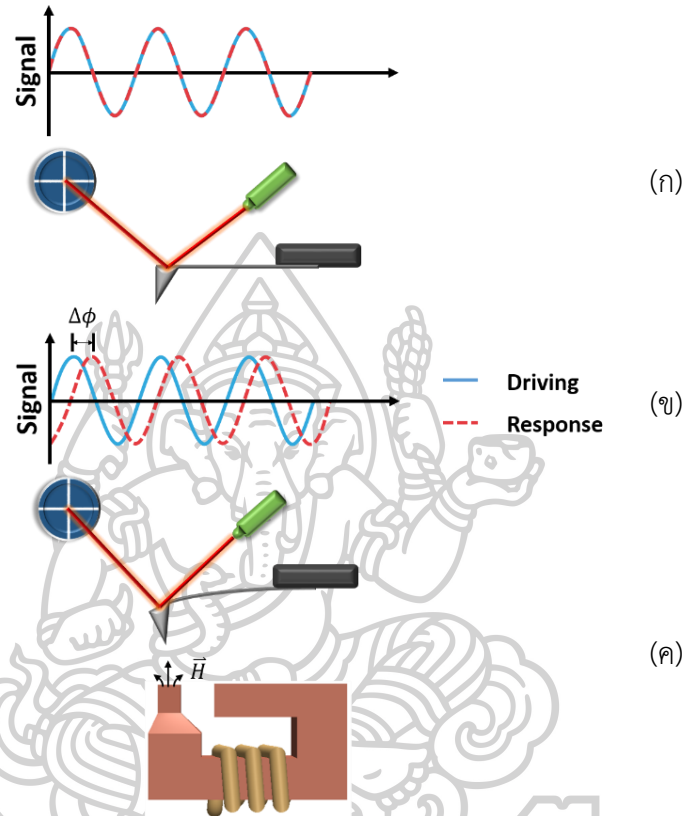 Signal
(ก)
Δϕ
Signal
Driving
Response
(ข)
(ค)
H⃗